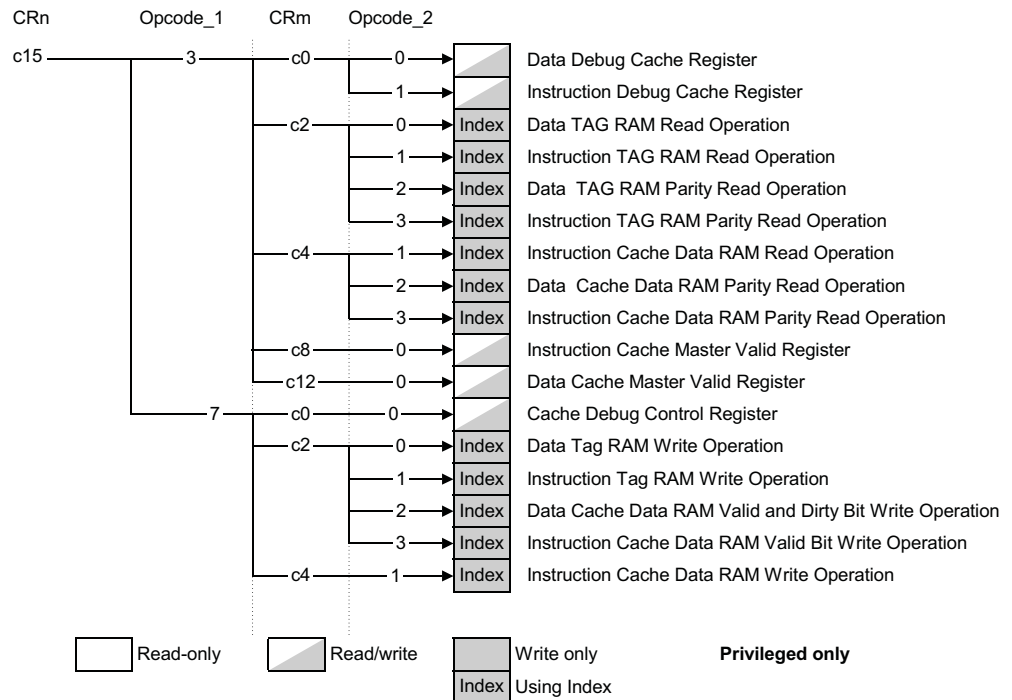 CRn Opcode_1 CRm Opcode_2
c15 3 c0 0 Data Debug Cache Register
1 Instruction Debug Cache Register
c2 0 Index Data TAG RAM Read Operation
1 Index Instruction TAG RAM Read Operation
2 Index Data TAG RAM Parity Read Operation
3 Index Instruction TAG RAM Parity Read Operation
c4 1 Index Instruction Cache Data RAM Read Operation
2 Index Data Cache Data RAM Parity Read Operation
3 Index Instruction Cache Data RAM Parity Read Operation
c8 0 Instruction Cache Master Valid Register
c12 0 Data Cache Master Valid Register
7 c0 0 Cache Debug Control Register
c2 0 Index Data Tag RAM Write Operation
1 Index Instruction Tag RAM Write Operation
2 Index Data Cache Data RAM Valid and Dirty Bit Write Operation
3 Index Instruction Cache Data RAM Valid Bit Write Operation
c4 1 Index Instruction Cache Data RAM Write Operation
Read-only Read/write Write only Privileged only
Index Using Index